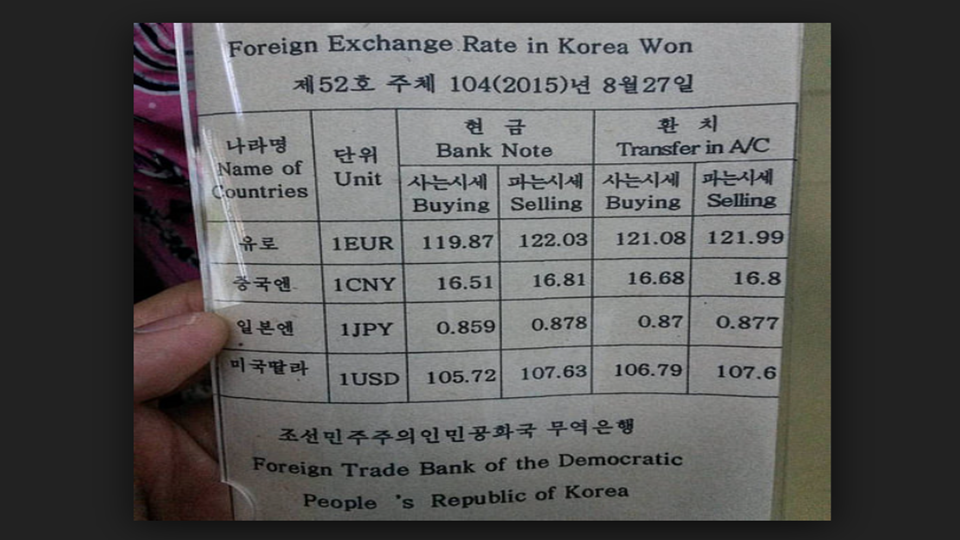 Foreign Exchange Rate in Korea Won
제52호 주체 104(2015)년 8월27일
나라명 Name of Countries 단위 Unit 현 금 Bank Note 환 치 Transfer in A/C
사는시세 Buying 파는시세 Selling 사는시세 Buying 파는시세 Selling
유로 1EUR 119.87 122.03 121.08 121.99
중국엔 1CNY 16.51 16.81 16.68 16.8
일본엔 1JPY 0.859 0.878 0.87 0.877
미국딸라 1USD 105.72 107.63 106.79 107.6
조선민주주의인민공화국 무역은행
Foreign Trade Bank of the Democratic
People 's Republic of Korea